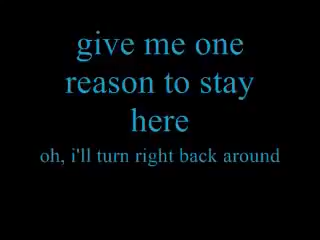 give me one
reason to stay
here
oh, i'll turn right back around